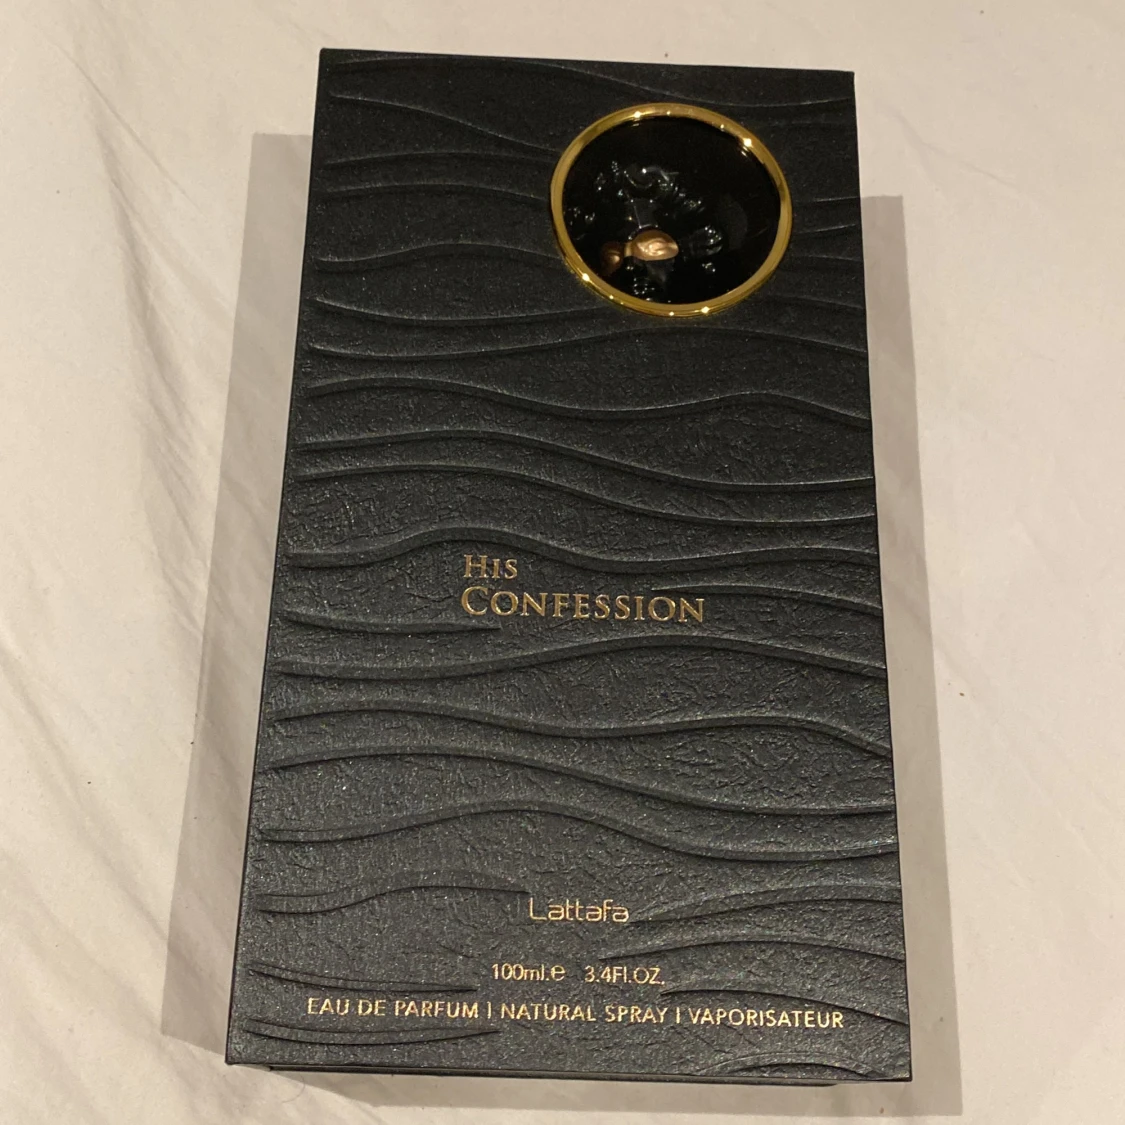 His
Confession
Lattafa
100ml.e 3.4Fl.OZ.
EAU DE PARFUM | NATURAL SPRAY | VAPORISATEUR